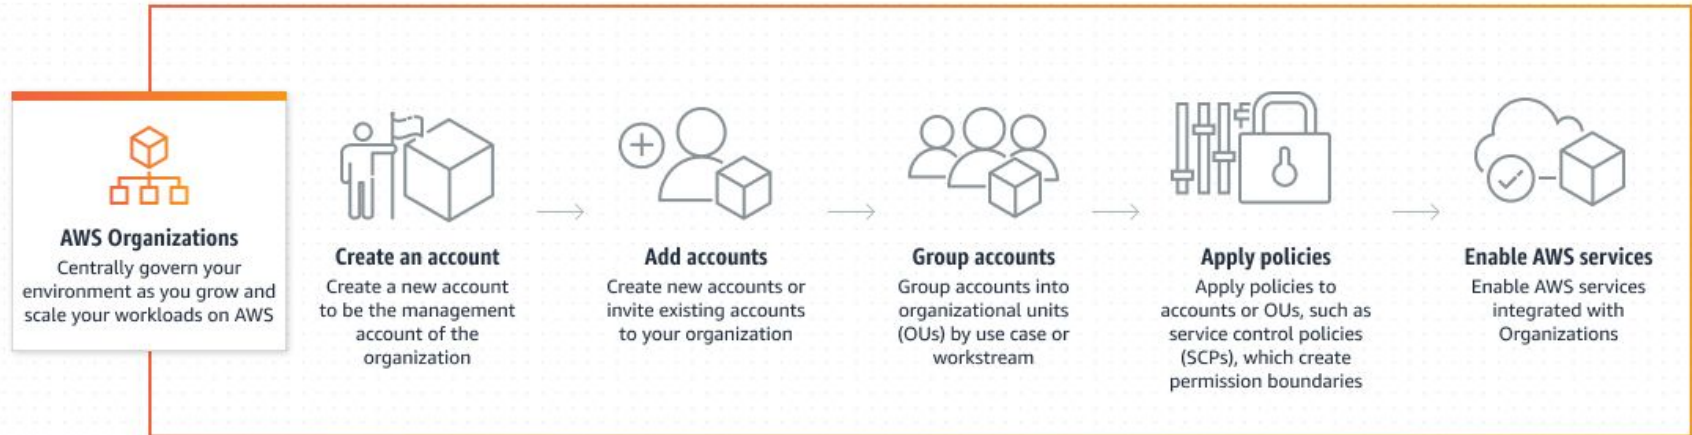 AWS Organizations
Centrally govern your
environment as you grow and
scale your workloads on AWS
Create an account
Create a new account
to be the management
account of the
organization
Add accounts
Create new accounts or
invite existing accounts
to your organization
Group accounts
Group accounts into
organizational units
(OUs) by use case or
workstream
Apply policies
Apply policies to
accounts or OUs, such as
service control policies
(SCPs), which create
permission boundaries
Enable AWS services
Enable AWS services
integrated with
Organizations